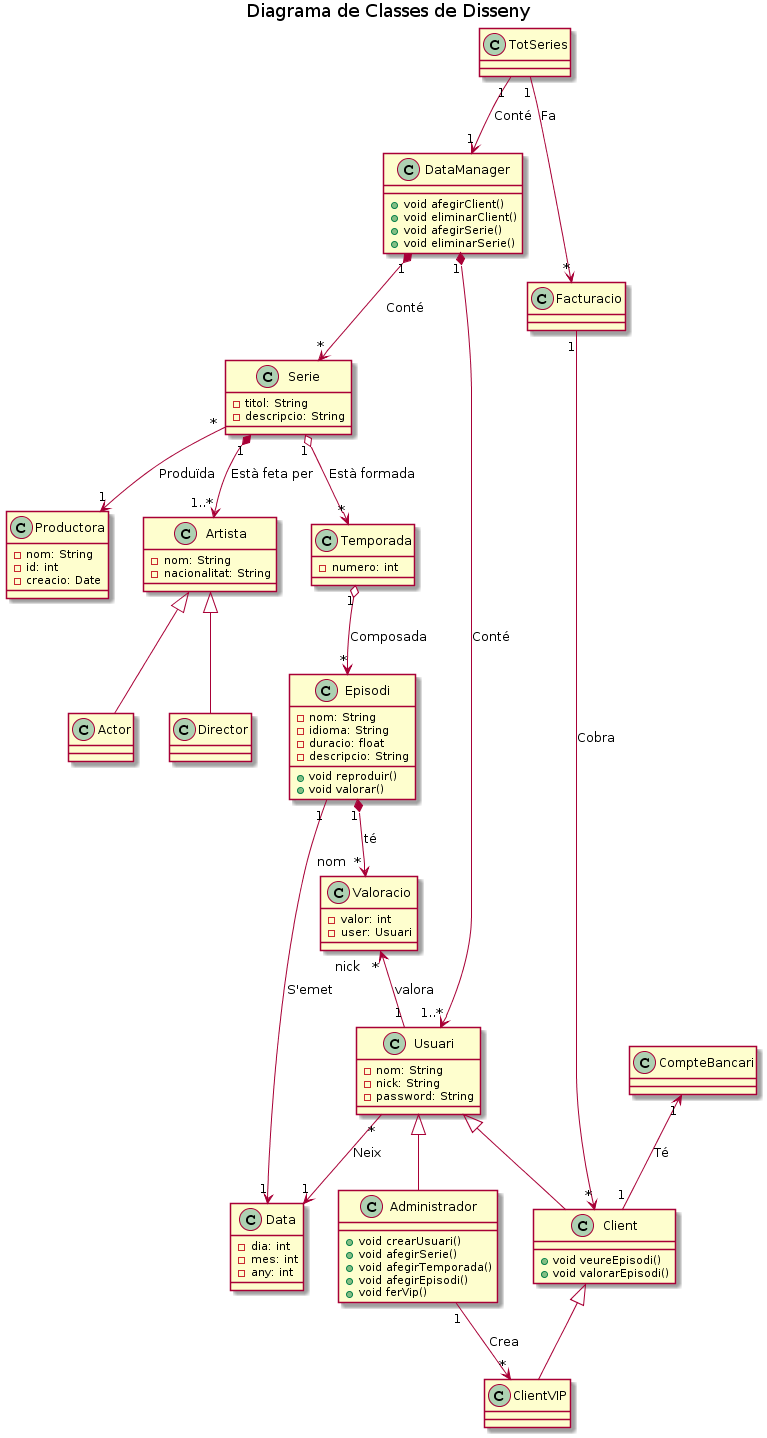 Diagrama de Classes de Disseny
C TotSeries
1 1
Conté Fa
1
C DataManager
void afegirClient()
void eliminarClient()
void afegirSerie()
void eliminarSerie()
*
C Facturacio
1 1
1
Conté
*
C Serie
titol: String
descripcio: String
* 1 1
Produïda Està feta per Està formada
1 1..* *
C Productora
nom: String
id: int
creacio: Date
C Artista
nom: String
nacionalitat: String
C Temporada
numero: int
1
Composada Conté
*
C Episodi
nom: String
idioma: String
duracio: float
descripcio: String
void reproduir()
void valorar()
C Actor
C Director
Cobra
1 1
té
nom *
C Valoracio
valor: int
user: Usuari
nick *
S'emet valora
1 1..*
C Usuari
nom: String
nick: String
password: String
C CompteBancari
1
* Neix Té
1 1 * 1
C Data
dia: int
mes: int
any: int
C Administrador
void crearUsuari()
void afegirSerie()
void afegirTemporada()
void afegirEpisodi()
void ferVip()
C Client
void veureEpisodi()
void valorarEpisodi()
1
Crea
*
C ClientVIP